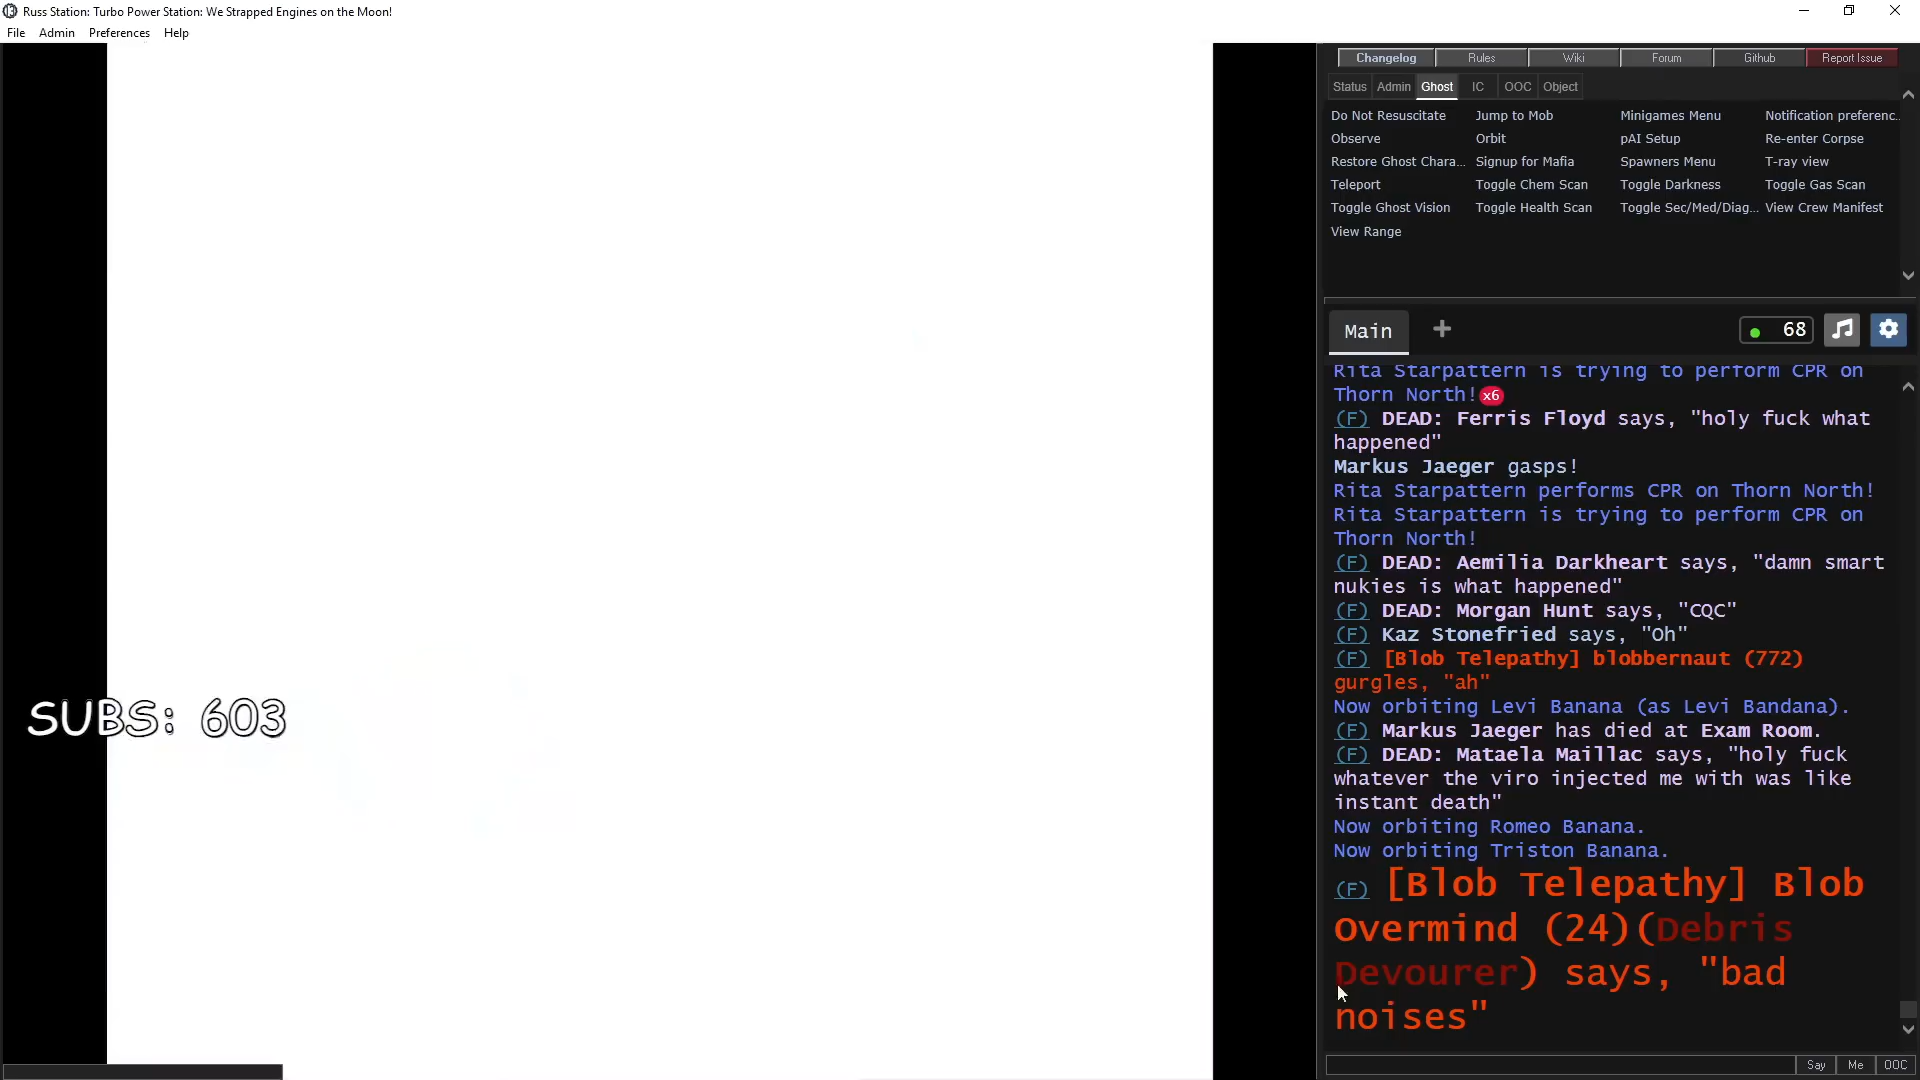 Russ Station: Turbo Power Station: We Strapped Engines on the Moon!
File Admin Preferences Help
Changelog Rules Wiki Forum Github Report Issue
Status Admin Ghost IC OOC Object
Do Not Resuscitate Jump to Mob Minigames Menu Notification preferenc...
Observe Orbit pAI Setup Re-enter Corpse
Restore Ghost Chara... Signup for Mafia Spawners Menu T-ray view
Teleport Toggle Chem Scan Toggle Darkness Toggle Gas Scan
Toggle Ghost Vision Toggle Health Scan Toggle Sec/Med/Diag... View Crew Manifest
View Range
Main + 68
Rita Starpattern is trying to perform CPR on
Thorn North! x6
(F) DEAD: Ferris Floyd says, "holy fuck what
happened"
Markus Jaeger gasps!
Rita Starpattern performs CPR on Thorn North!
Rita Starpattern is trying to perform CPR on
Thorn North!
(F) DEAD: Aemilia Darkheart says, "damn smart
nukies is what happened"
(F) DEAD: Morgan Hunt says, "CQC"
(F) Kaz Stonefried says, "Oh"
(F) [Blob Telepathy] blobbernaut (772)
gurgles, "ah"
Now orbiting Levi Banana (as Levi Bandana).
(F) Markus Jaeger has died at Exam Room.
(F) DEAD: Mataela Maillac says, "holy fuck
whatever the viro injected me with was like
instant death"
Now orbiting Romeo Banana.
Now orbiting Triston Banana.
(F) [Blob Telepathy] Blob
Overmind (24)(Debris
Devourer) says, "bad
noises"
Say Me OOC
SUBS: 603